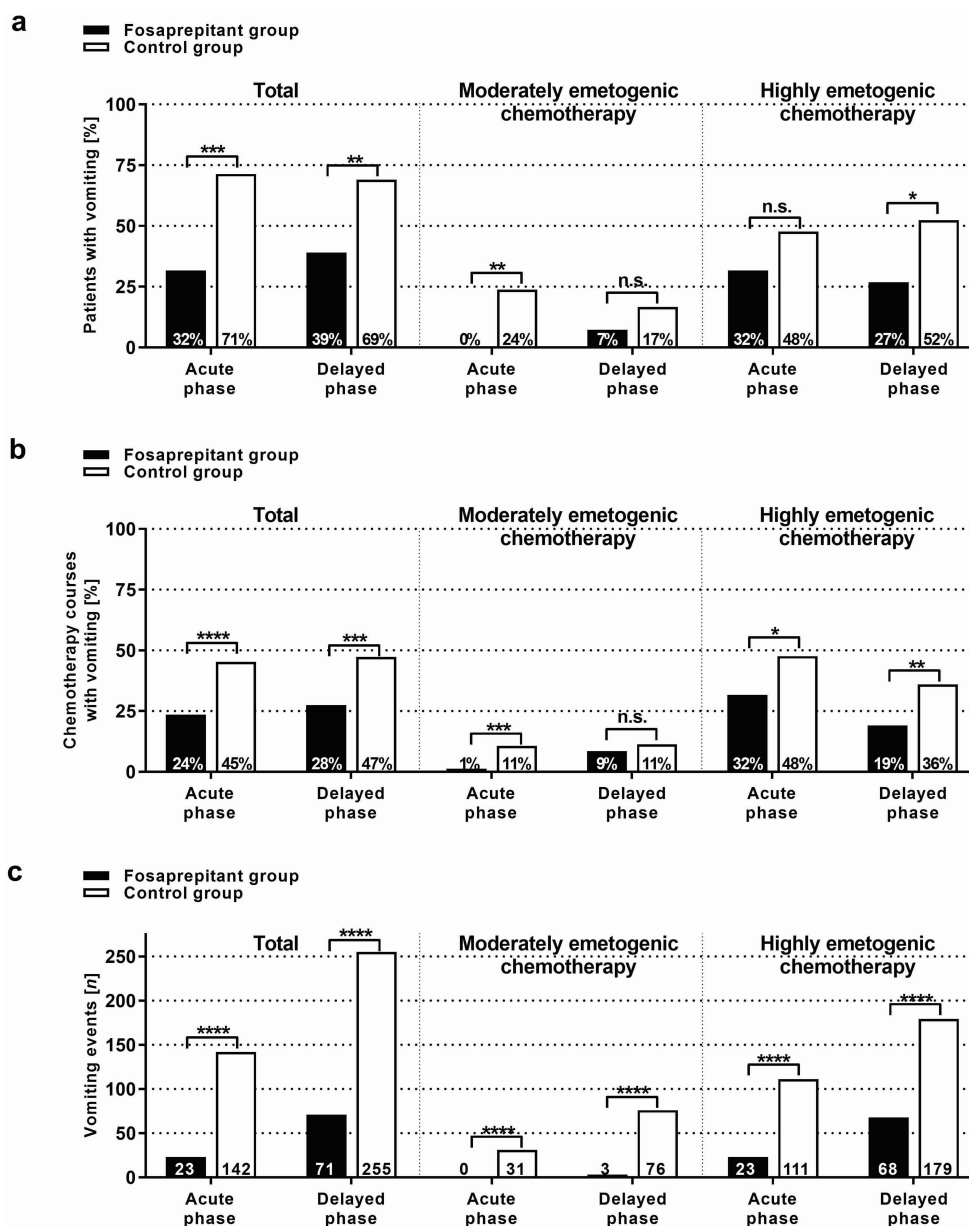 a
Fosaprepitant group
Control group
Total
Moderately emetogenic
chemotherapy
Highly emetogenic
chemotherapy
Patients with vomiting [%]
100
75
50
25
0
***
**
**
n.s.
n.s.
*
32%
71%
39%
69%
0%
24%
7%
17%
32%
48%
27%
52%
Acute
phase
Delayed
phase
Acute
phase
Delayed
phase
Acute
phase
Delayed
phase
b
Fosaprepitant group
Control group
Total
Moderately emetogenic
chemotherapy
Highly emetogenic
chemotherapy
Chemotherapy courses
with vomiting [%]
100
75
50
25
0
****
***
***
n.s.
*
**
24%
45%
28%
47%
1%
11%
9%
11%
32%
48%
19%
36%
Acute
phase
Delayed
phase
Acute
phase
Delayed
phase
Acute
phase
Delayed
phase
c
Fosaprepitant group
Control group
Total
Moderately emetogenic
chemotherapy
Highly emetogenic
chemotherapy
Vomiting events [n]
250
200
150
100
50
0
****
****
****
****
****
****
23
142
71
255
0
31
3
76
23
111
68
179
Acute
phase
Delayed
phase
Acute
phase
Delayed
phase
Acute
phase
Delayed
phase